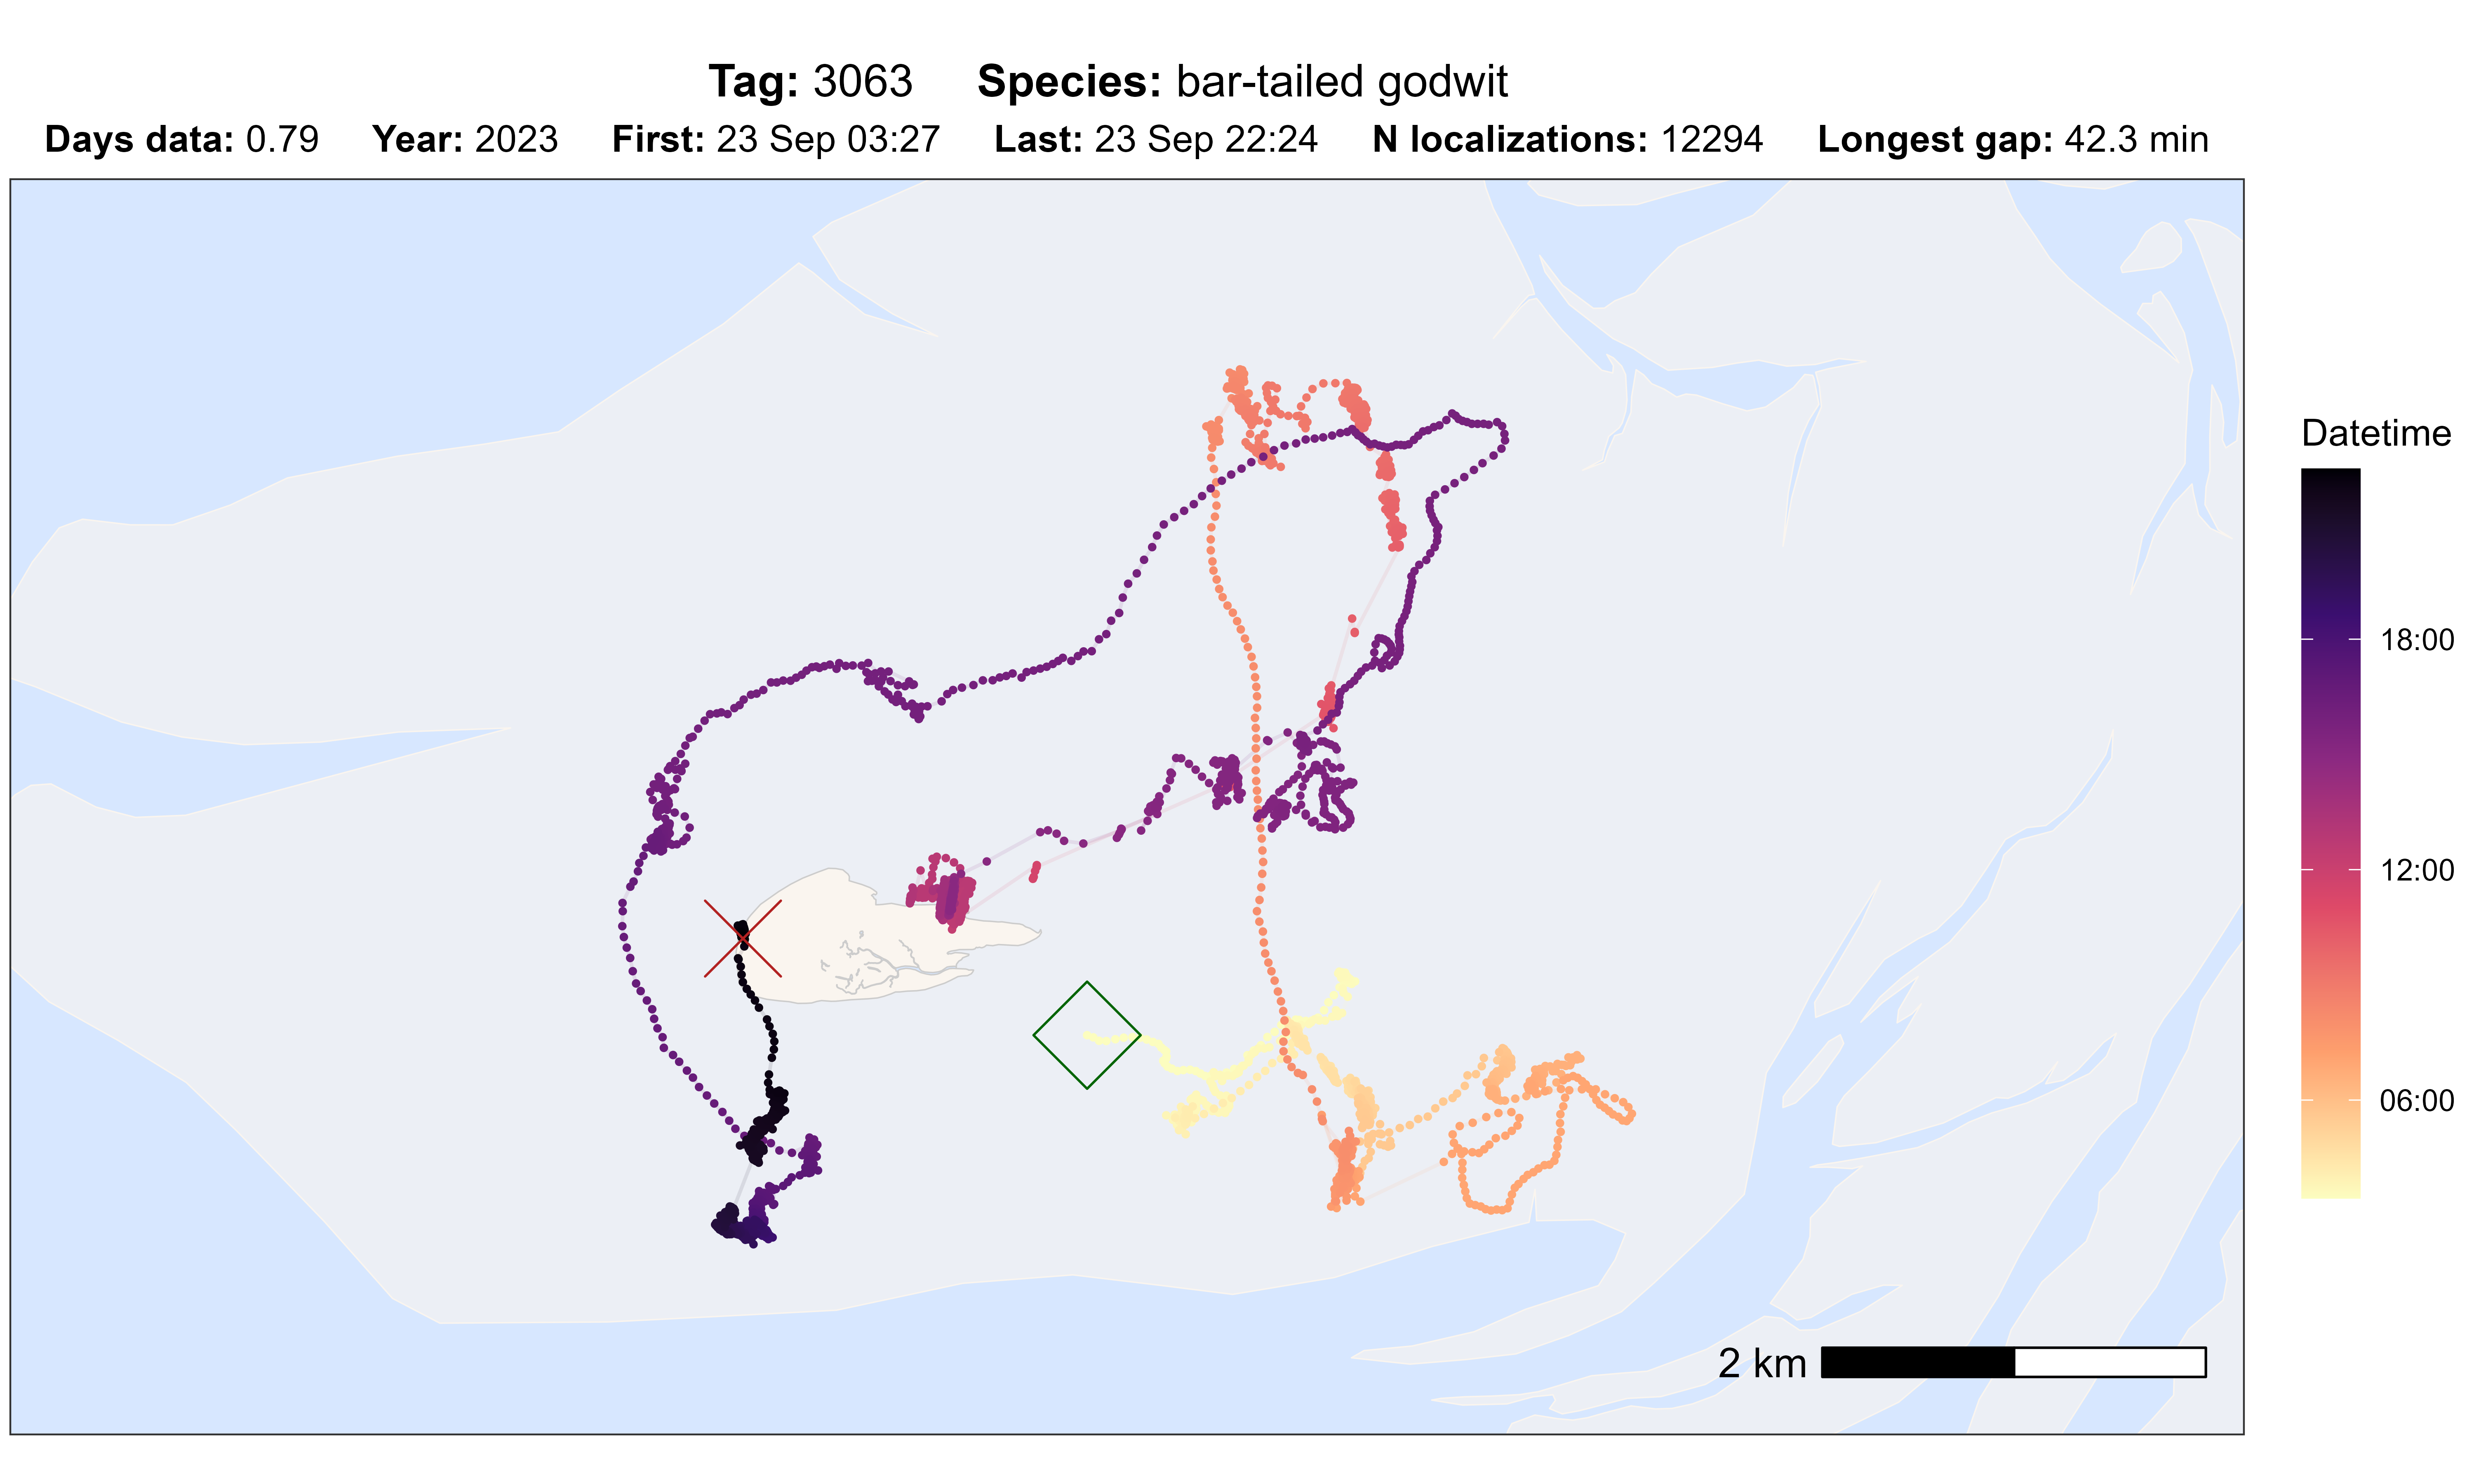 Tag: 3063 Species: bar-tailed godwit
Days data: 0.79 Year: 2023 First: 23 Sep 03:27 Last: 23 Sep 22:24 N localizations: 12294 Longest gap: 42.3 min
Datetime
18:00
12:00
06:00
2 km